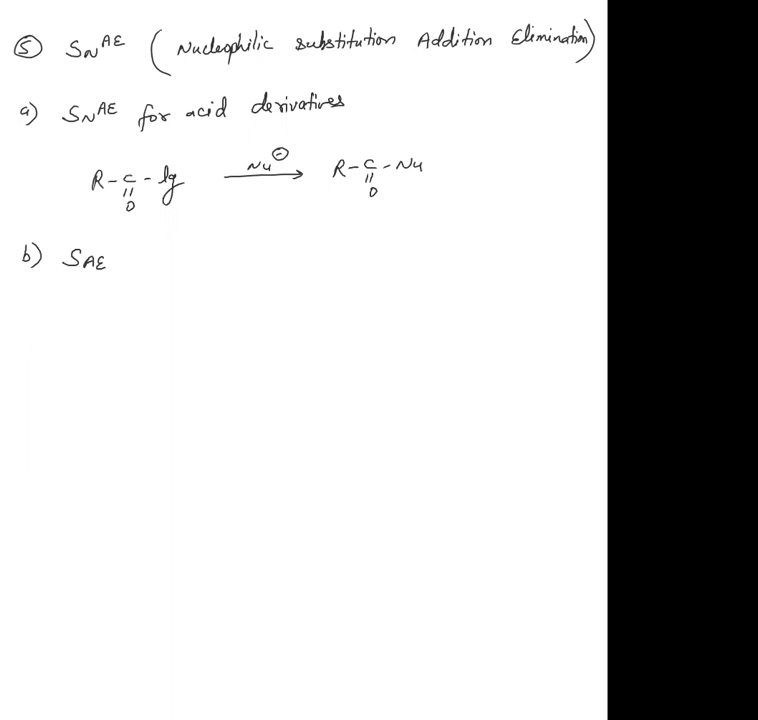 ⑤ SN^AE ( Nucleophilic substitution Addition Elimination)
a) SN^AE for acid derivatives
R-C-lg Nu⊖ → R-C-Nu
|| ||
O O
b) SAE